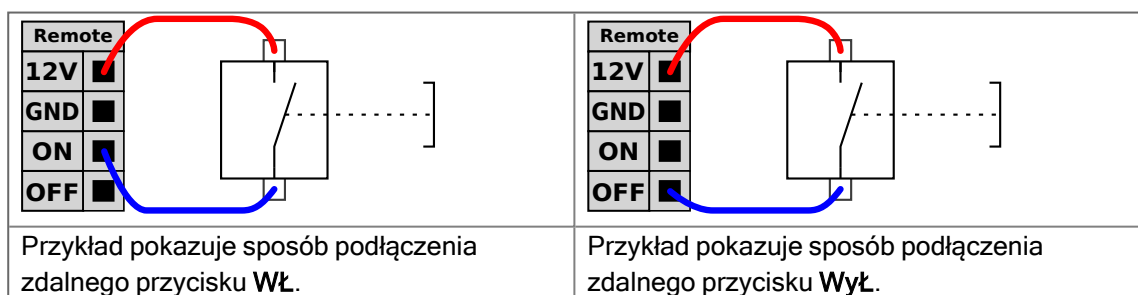 Remote
12V
GND
ON
OFF
Przykład pokazuje sposób podłączenia
zdalnego przycisku WŁ.
Remote
12V
GND
ON
OFF
Przykład pokazuje sposób podłączenia
zdalnego przycisku WyŁ.